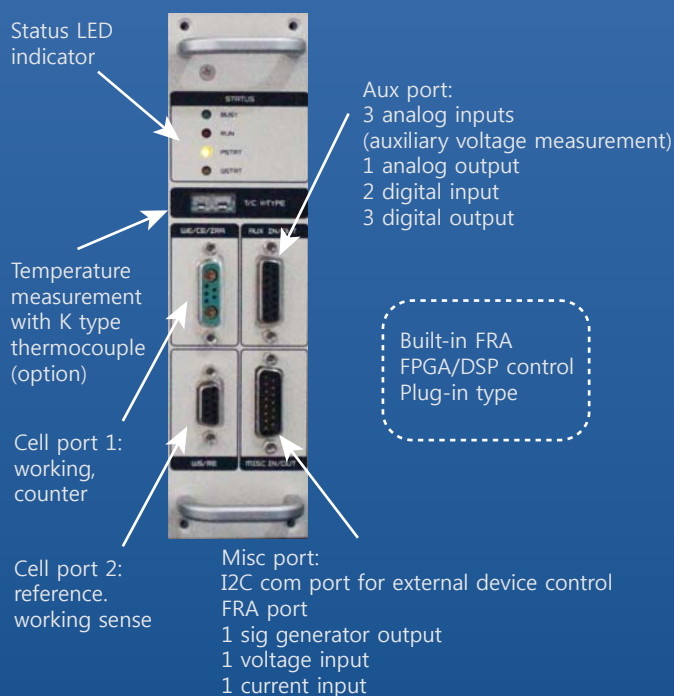 Status LED
indicator
Aux port:
3 analog inputs
(auxiliary voltage measurement)
1 analog output
2 digital input
3 digital output
STATUS
BUSY
RUN
PSTAT
GSTAT
T/C K-TYPE
WE/CE/IRA
AUX IN/OUT
Temperature
measurement
with K type
thermocouple
(option)
Built-in FRA
FPGA/DSP control
Plug-in type
Cell port 1:
working,
counter
WS/RE
MISC IN/OUT
Cell port 2:
reference.
working sense
Misc port:
I2C com port for external device control
FRA port
1 sig generator output
1 voltage input
1 current input